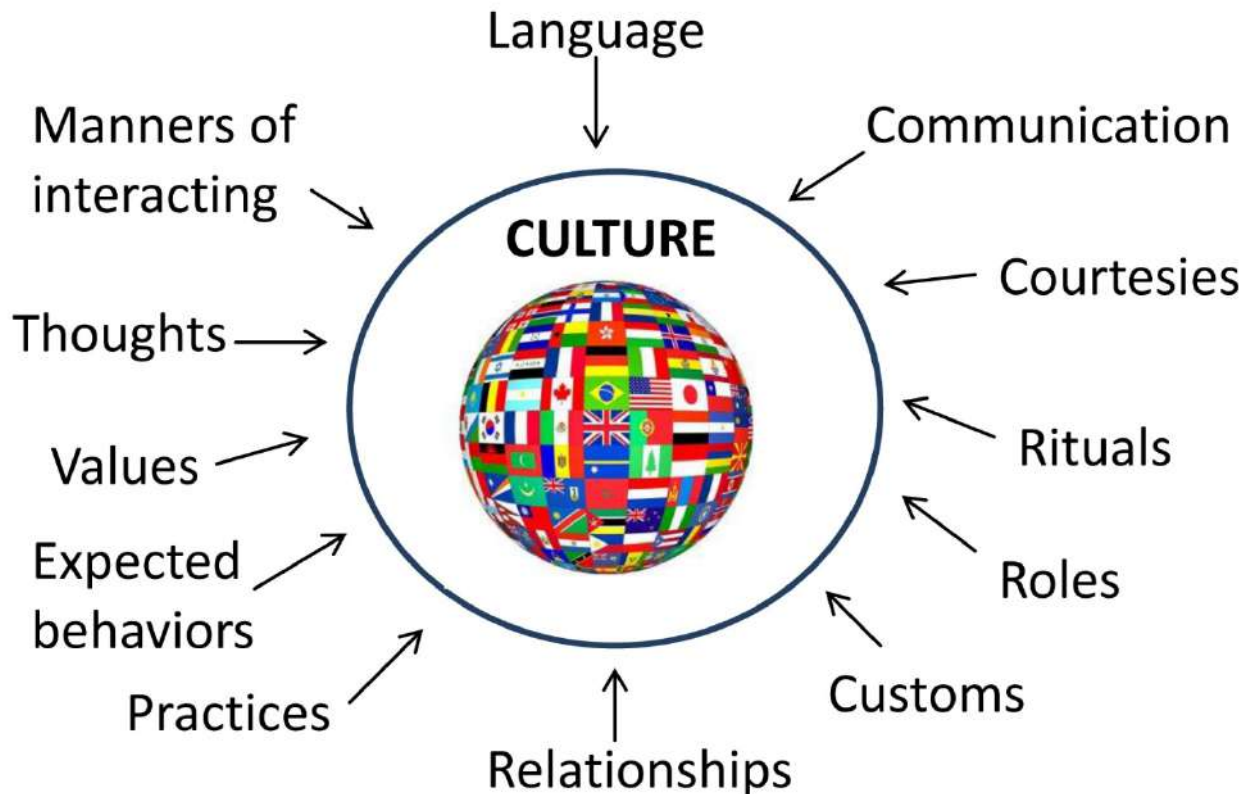 Language
Manners of
interacting
Communication
CULTURE
Courtesies
Thoughts
Values
Rituals
Expected
behaviors
Roles
Practices
Customs
Relationships